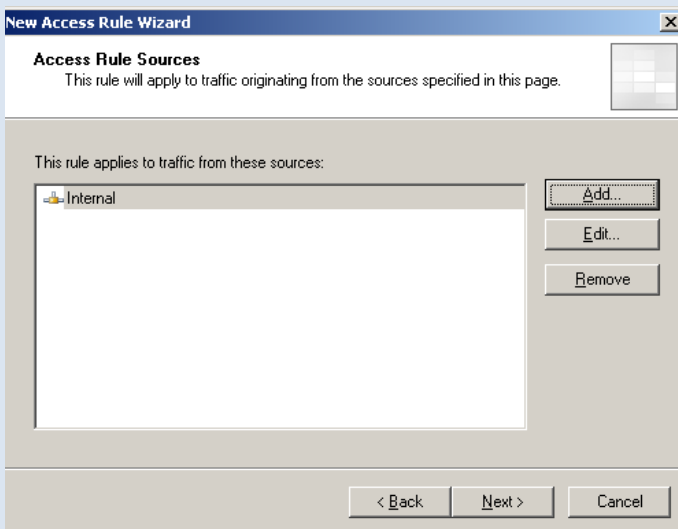 New Access Rule Wizard
Access Rule Sources
This rule will apply to traffic originating from the sources specified in this page.
This rule applies to traffic from these sources:
Internal
Add...
Edit...
Remove
< Back
Next >
Cancel